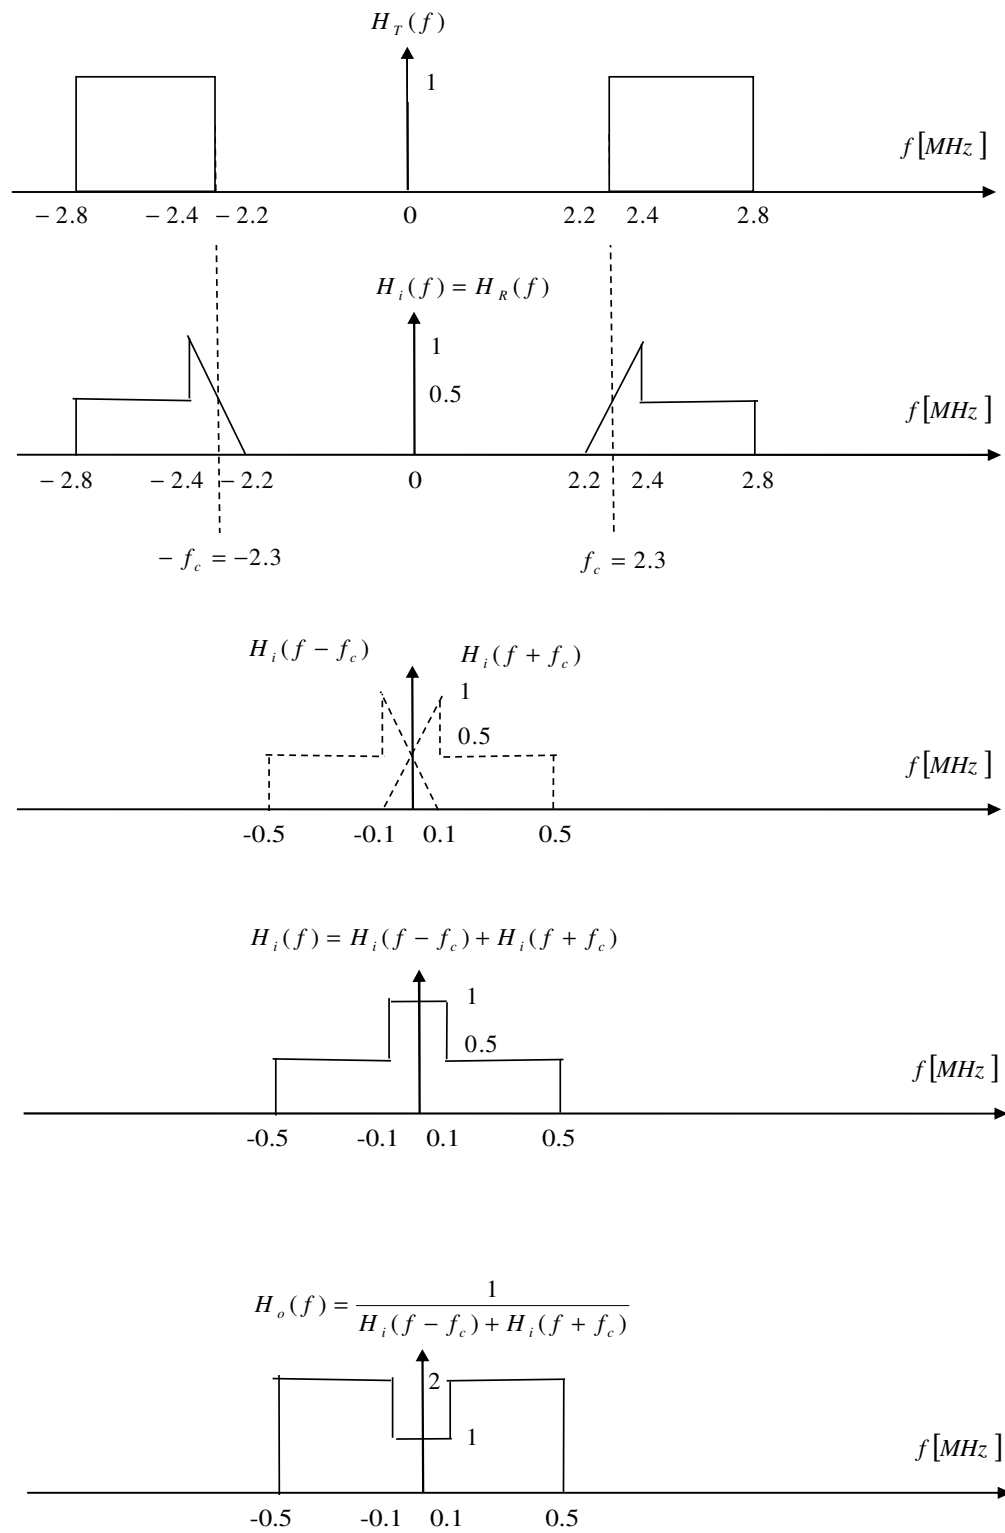 H_T(f)
1
f[MHz]
−2.8 −2.4 −2.2 0 2.2 2.4 2.8
H_i(f) = H_R(f)
1
0.5
f[MHz]
−2.8 −2.4 −2.2 0 2.2 2.4 2.8
−f_c = −2.3 f_c = 2.3
H_i(f − f_c) H_i(f + f_c)
1
0.5
f[MHz]
-0.5 -0.1 0.1 0.5
H_i(f) = H_i(f − f_c) + H_i(f + f_c)
1
0.5
f[MHz]
-0.5 -0.1 0.1 0.5
1
H_o(f) =
H_i(f − f_c) + H_i(f + f_c)
2
1
f[MHz]
-0.5 -0.1 0.1 0.5